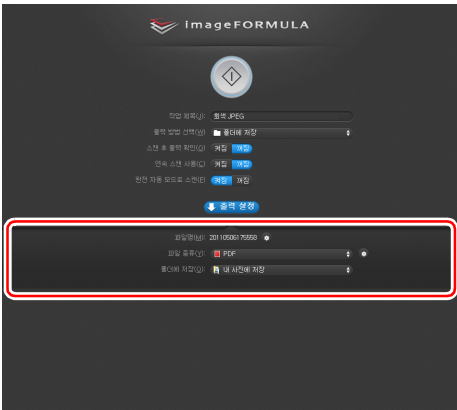 imageFORMULA
작업 제목(J): 회색 JPEG
출력 방법 선택(W) 폴더에 저장
스캔 후 출력 확인(O) 켜짐 꺼짐
연속 스캔 사용(C) 켜짐 꺼짐
완전 자동 모드로 스캔(E) 켜짐 꺼짐
출력 설정
파일명(M): 20110506175558
파일 종류(Y): PDF
폴더에 저장(O): 내 사진에 저장